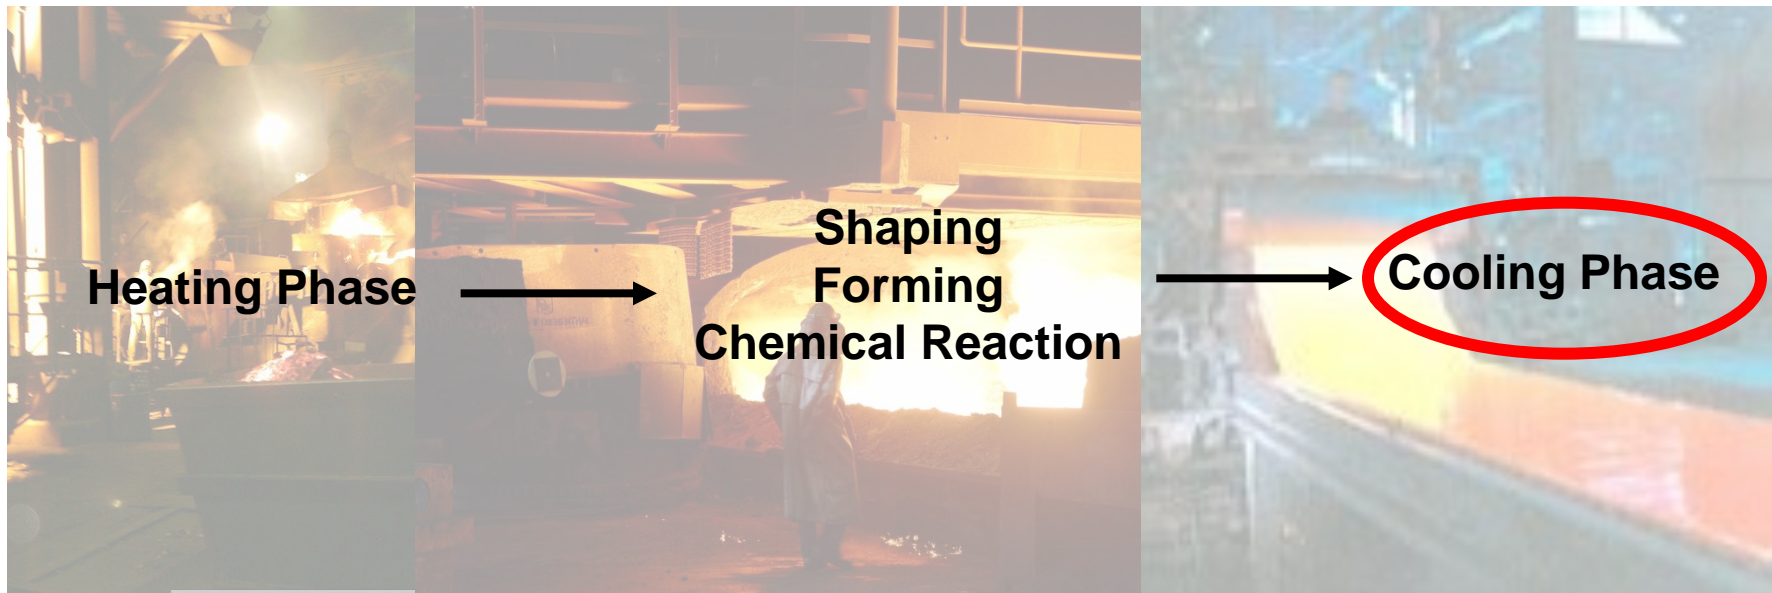 Heating Phase
Shaping
Forming
Chemical Reaction
Cooling Phase